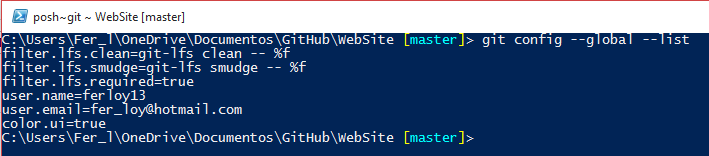 posh~git ~ WebSite [master]
C:\Users\Fer_l\OneDrive\Documentos\GitHub\WebSite [master]> git config --global --list
filter.lfs.clean=git-lfs clean -- %f
filter.lfs.smudge=git-lfs smudge -- %f
filter.lfs.required=true
user.name=ferloy13
user.email=fer_loy@hotmail.com
color.ui=true
C:\Users\Fer_l\OneDrive\Documentos\GitHub\WebSite [master]>